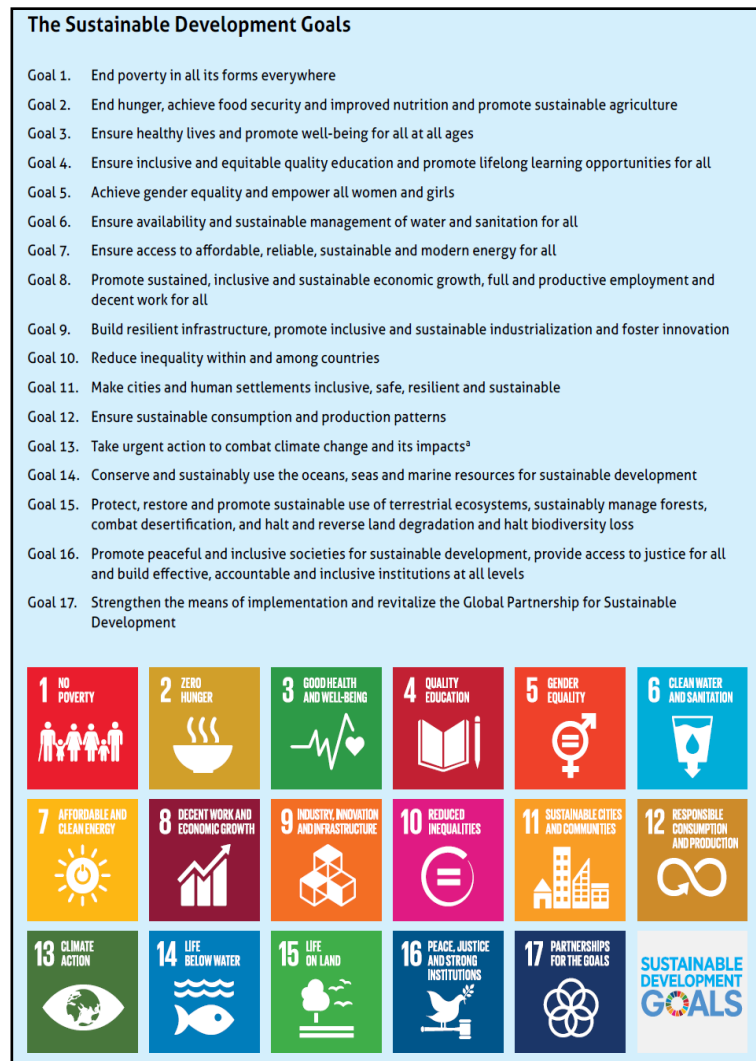 The Sustainable Development Goals
Goal 1. End poverty in all its forms everywhere
Goal 2. End hunger, achieve food security and improved nutrition and promote sustainable agriculture
Goal 3. Ensure healthy lives and promote well-being for all at all ages
Goal 4. Ensure inclusive and equitable quality education and promote lifelong learning opportunities for all
Goal 5. Achieve gender equality and empower all women and girls
Goal 6. Ensure availability and sustainable management of water and sanitation for all
Goal 7. Ensure access to affordable, reliable, sustainable and modern energy for all
Goal 8. Promote sustained, inclusive and sustainable economic growth, full and productive employment and
decent work for all
Goal 9. Build resilient infrastructure, promote inclusive and sustainable industrialization and foster innovation
Goal 10. Reduce inequality within and among countries
Goal 11. Make cities and human settlements inclusive, safe, resilient and sustainable
Goal 12. Ensure sustainable consumption and production patterns
Goal 13. Take urgent action to combat climate change and its impactsᵃ
Goal 14. Conserve and sustainably use the oceans, seas and marine resources for sustainable development
Goal 15. Protect, restore and promote sustainable use of terrestrial ecosystems, sustainably manage forests,
combat desertification, and halt and reverse land degradation and halt biodiversity loss
Goal 16. Promote peaceful and inclusive societies for sustainable development, provide access to justice for all
and build effective, accountable and inclusive institutions at all levels
Goal 17. Strengthen the means of implementation and revitalize the Global Partnership for Sustainable
Development
1 NO
POVERTY
2 ZERO
HUNGER
3 GOOD HEALTH
AND WELL-BEING
4 QUALITY
EDUCATION
5 GENDER
EQUALITY
6 CLEAN WATER
AND SANITATION
7 AFFORDABLE AND
CLEAN ENERGY
8 DECENT WORK AND
ECONOMIC GROWTH
9 INDUSTRY, INNOVATION
AND INFRASTRUCTURE
10 REDUCED
INEQUALITIES
11 SUSTAINABLE CITIES
AND COMMUNITIES
12 RESPONSIBLE
CONSUMPTION
AND PRODUCTION
13 CLIMATE
ACTION
14 LIFE
BELOW WATER
15 LIFE
ON LAND
16 PEACE, JUSTICE
AND STRONG
INSTITUTIONS
17 PARTNERSHIPS
FOR THE GOALS
SUSTAINABLE
DEVELOPMENT
GOALS